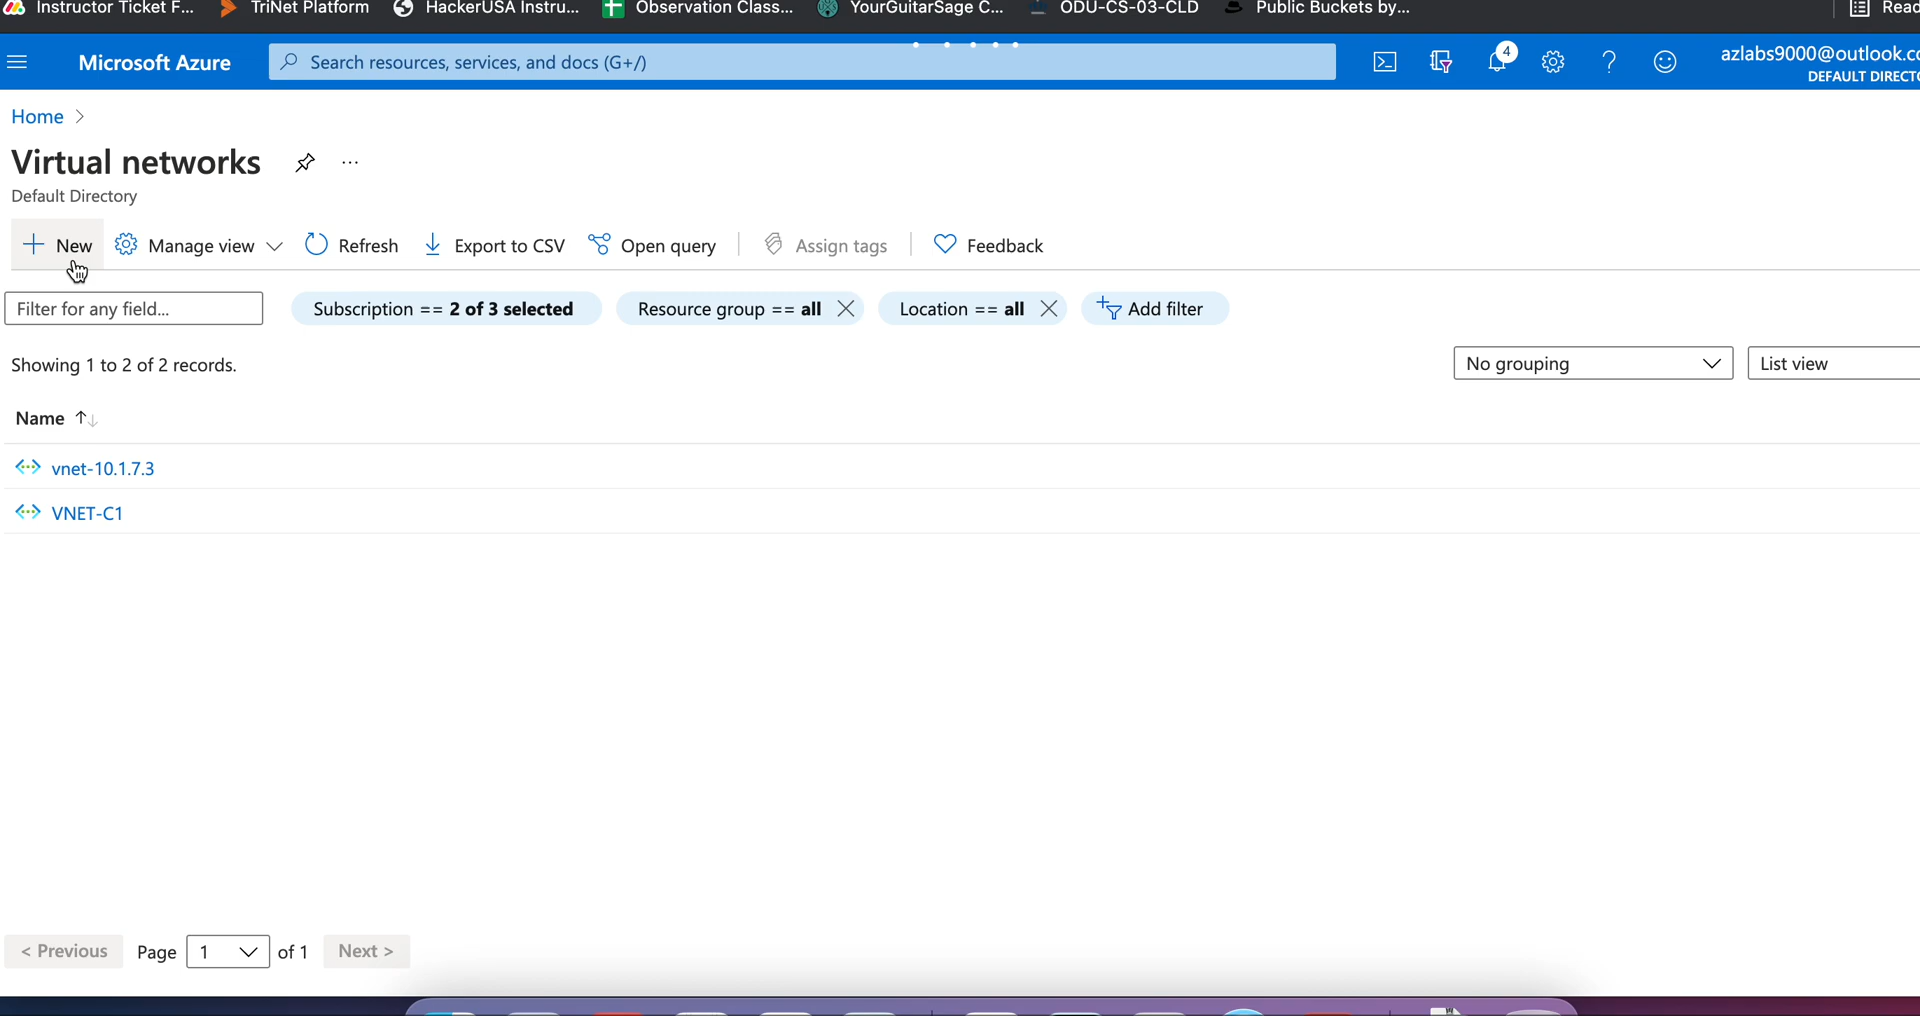 Instructor Ticket F... TriNet Platform HackerUSA Instru... Observation Class... YourGuitarSage C... ODU-CS-03-CLD Public Buckets by... Read
Microsoft Azure Search resources, services, and docs (G+/) 4 azlabs9000@outlook.co
DEFAULT DIRECTO
Home >
Virtual networks ...
Default Directory
+ New Manage view Refresh Export to CSV Open query Assign tags Feedback
Filter for any field... Subscription == 2 of 3 selected Resource group == all Location == all Add filter
Showing 1 to 2 of 2 records. No grouping List view
Name ↑↓
vnet-10.1.7.3
VNET-C1
< Previous Page 1 of 1 Next >